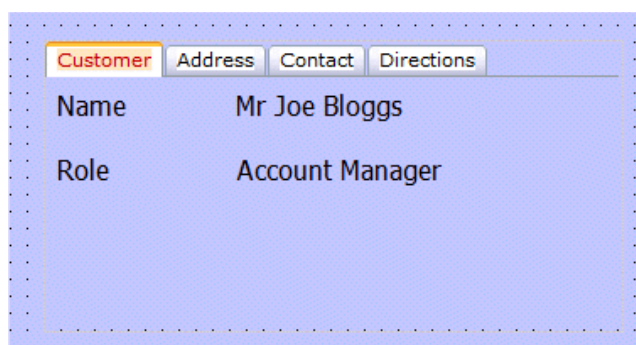 Customer Address Contact Directions
Name Mr Joe Bloggs
Role Account Manager